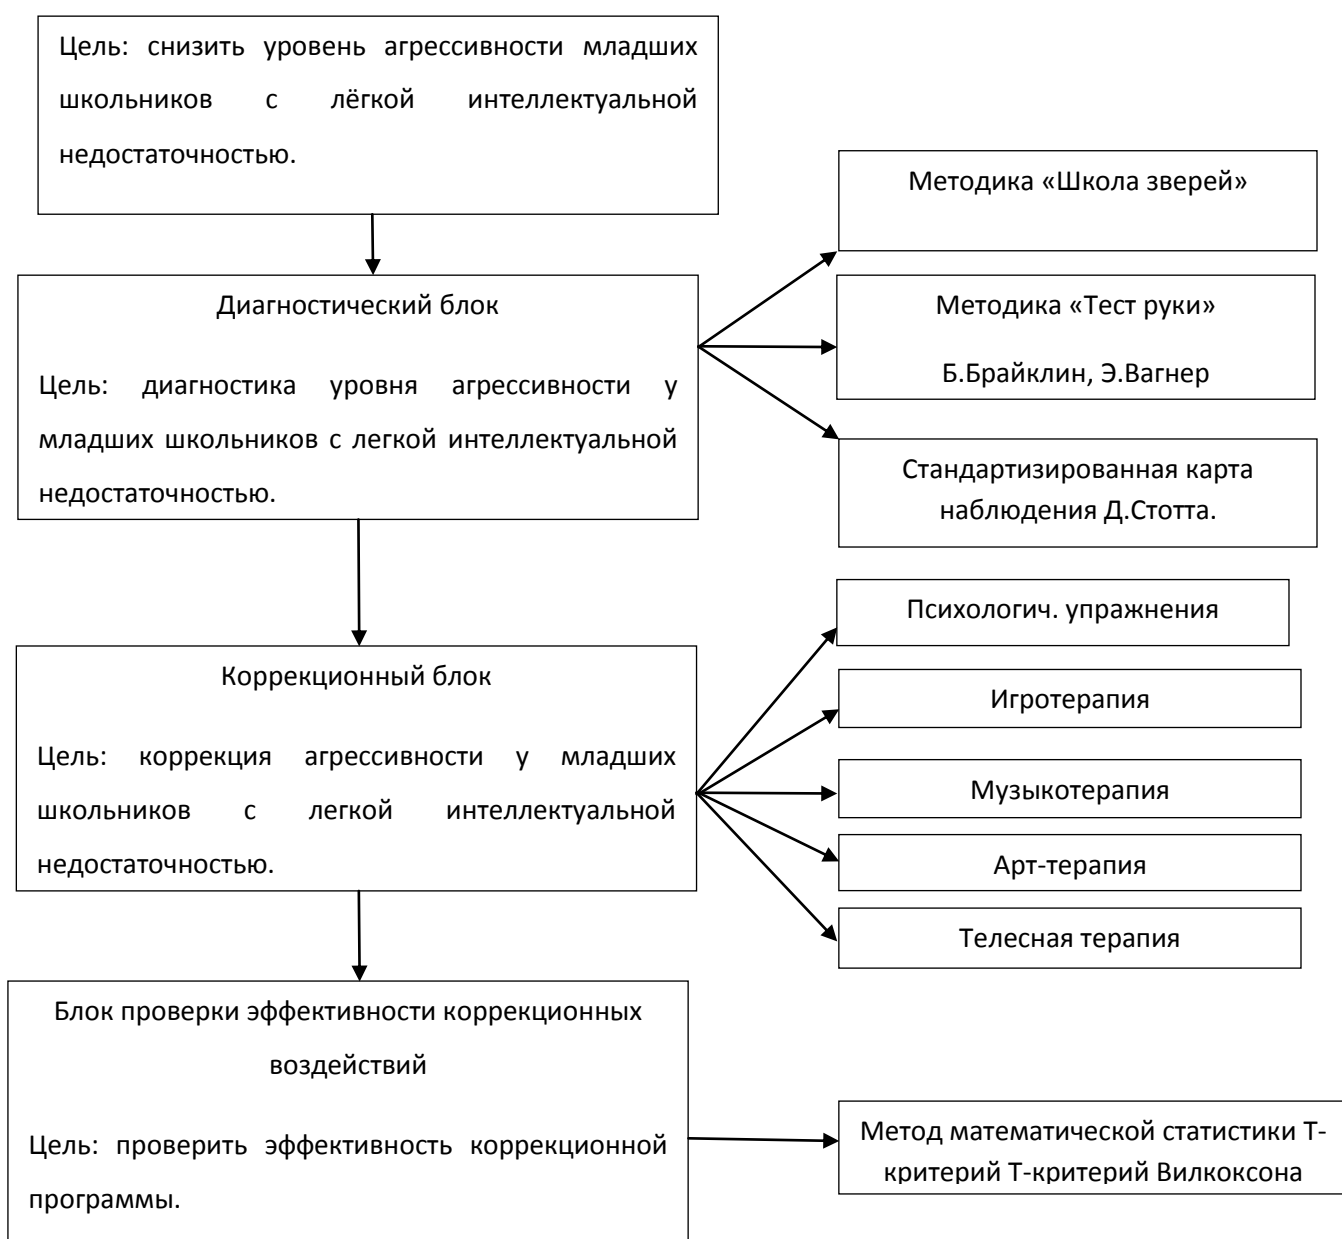 Цель: снизить уровень агрессивности младших
школьников с лёгкой интеллектуальной
недостаточностью.
Методика «Школа зверей»
Диагностический блок
Цель: диагностика уровня агрессивности у
младших школьников с легкой интеллектуальной
недостаточностью.
Методика «Тест руки»
Б.Брайклин, Э.Вагнер
Стандартизированная карта
наблюдения Д.Стотта.
Коррекционный блок
Цель: коррекция агрессивности у младших
школьников с легкой интеллектуальной
недостаточностью.
Психологич. упражнения
Игротерапия
Музыкотерапия
Арт-терапия
Телесная терапия
Блок проверки эффективности коррекционных
воздействий
Цель: проверить эффективность коррекционной
программы.
Метод математической статистики Т-
критерий Т-критерий Вилкоксона